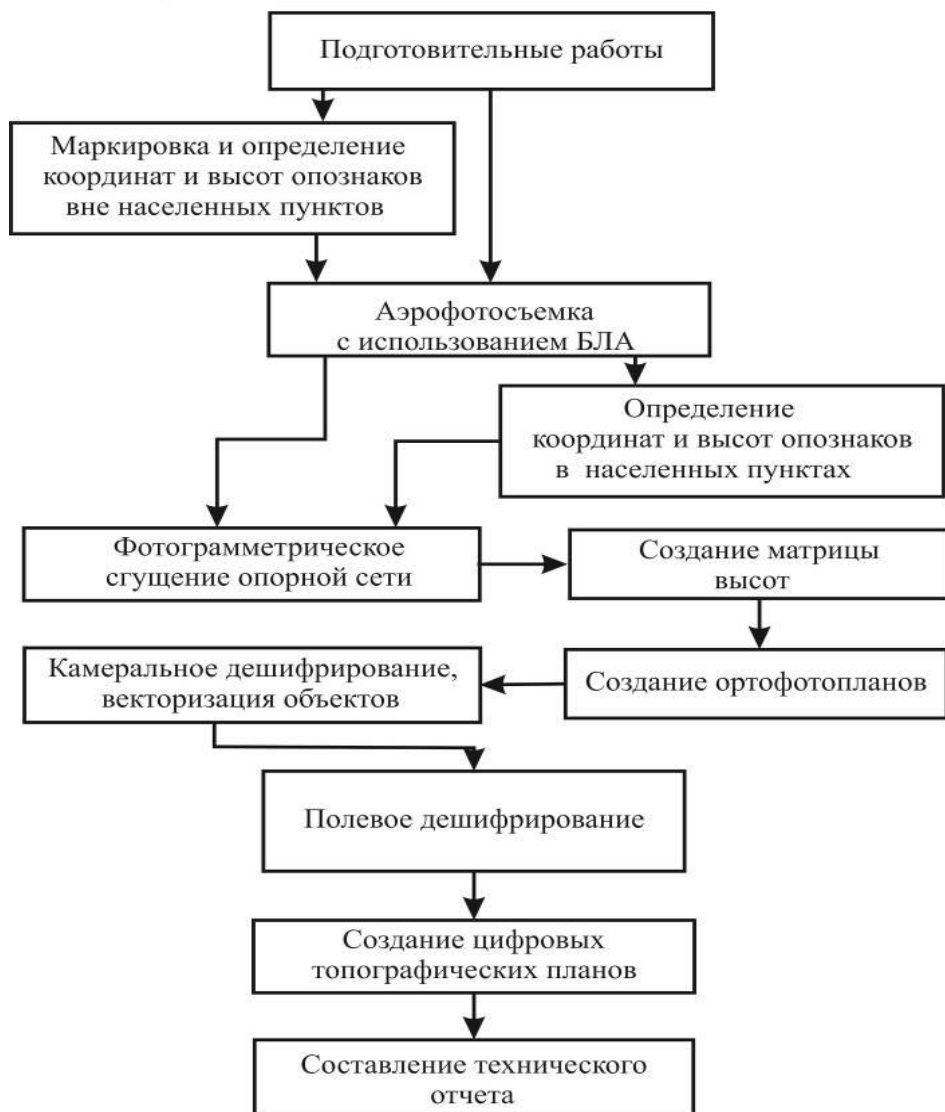 Подготовительные работы
Маркировка и определение
координат и высот опознаков
вне населенных пунктов
Аэрофотосъемка
с использованием БЛА
Определение
координат и высот опознаков
в населенных пунктах
Фотограмметрическое
сгущение опорной сети
Создание матрицы
высот
Создание ортофотопланов
Камеральное дешифрирование,
векторизация объектов
Полевое дешифрирование
Создание цифровых
топографических планов
Составление технического
отчета